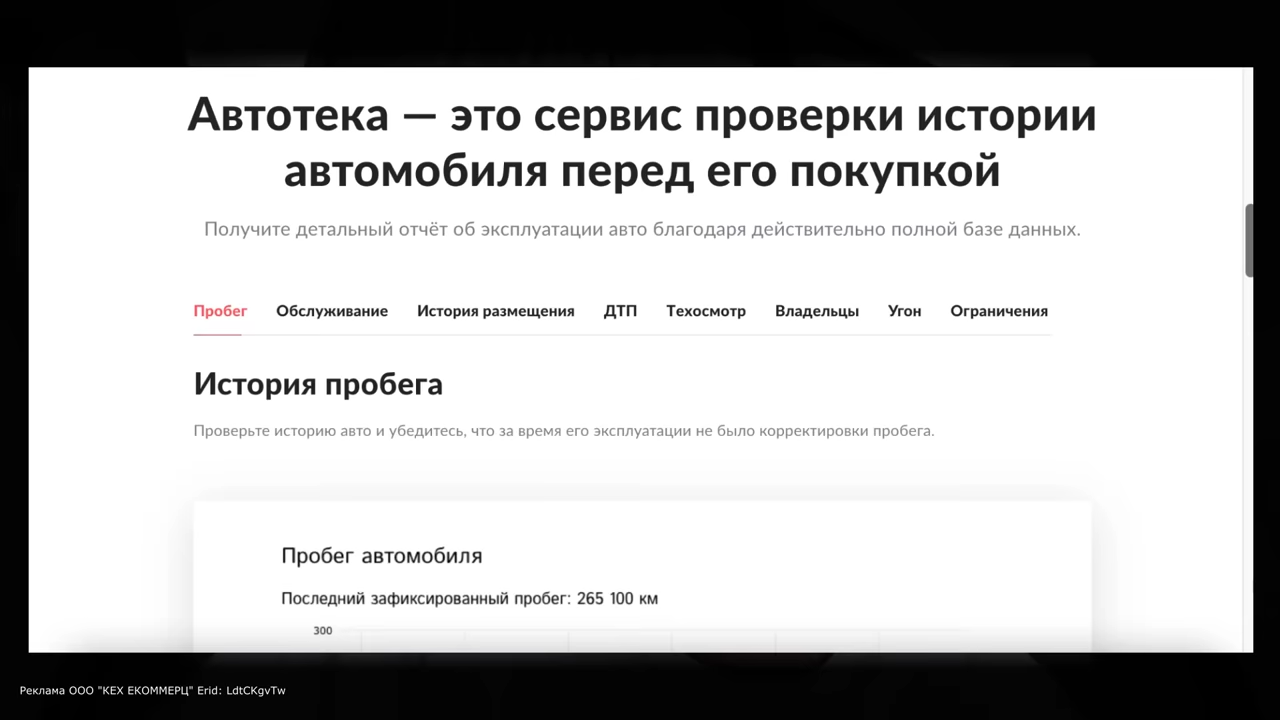 Автотека — это сервис проверки истории
автомобиля перед его покупкой
Получите детальный отчёт об эксплуатации авто благодаря действительно полной базе данных.
Пробег Обслуживание История размещения ДТП Техосмотр Владельцы Угон Ограничения
История пробега
Проверьте историю авто и убедитесь, что за время его эксплуатации не было корректировки пробега.
Пробег автомобиля
Последний зафиксированный пробег: 265 100 км
300
Реклама ООО "КЕХ ЕКОММЕРЦ" Erid: LdtCKgvTw